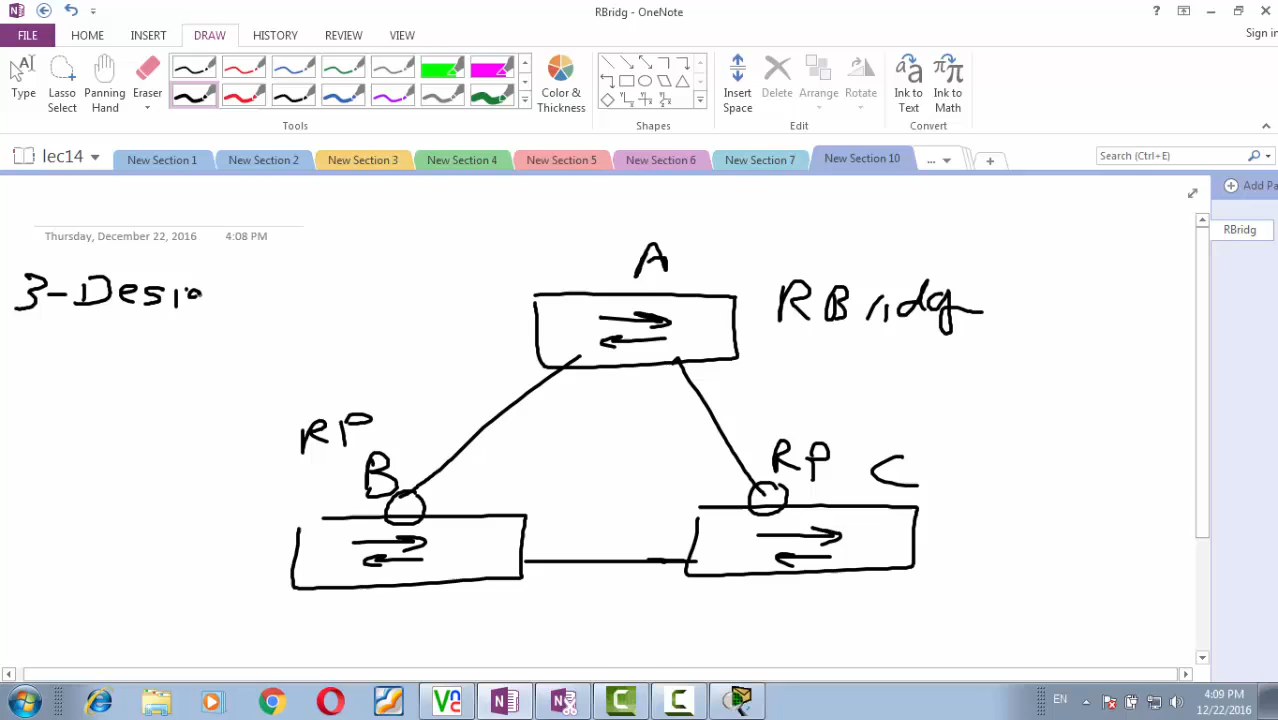 RBridg - OneNote
Sign in
FILE HOME INSERT DRAW HISTORY REVIEW VIEW
Type
Lasso Select
Panning Hand
Eraser
Color & Thickness
Insert Space
Delete
Arrange
Rotate
Ink to Text
Ink to Math
Tools
Shapes
Edit
Convert
lec14
New Section 1
New Section 2
New Section 3
New Section 4
New Section 5
New Section 6
New Section 7
New Section 10
...
Search (Ctrl+E)
Add Pa
RBridg
Thursday, December 22, 2016 4:08 PM
A
3-Desig
RBridg
RP
B
RP
C
EN
4:09 PM
12/22/2016